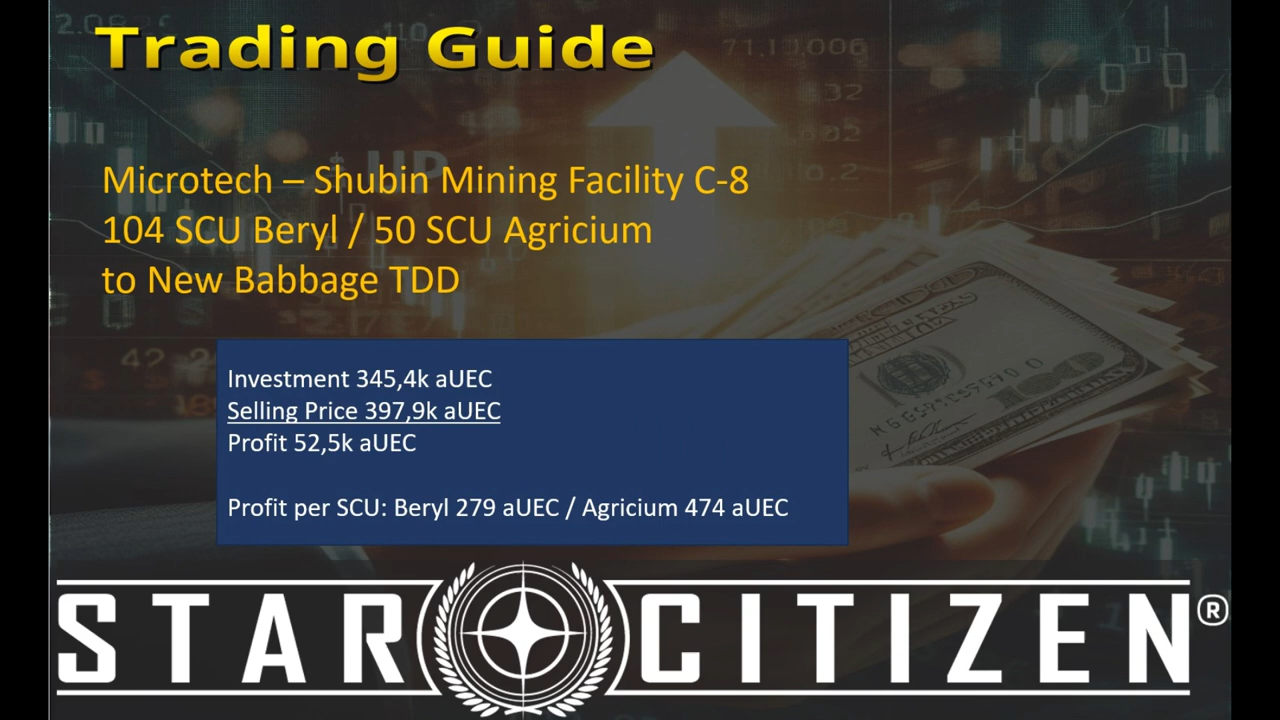 Trading Guide
Microtech – Shubin Mining Facility C-8
104 SCU Beryl / 50 SCU Agricium
to New Babbage TDD
Investment 345,4k aUEC
Selling Price 397,9k aUEC
Profit 52,5k aUEC
Profit per SCU: Beryl 279 aUEC / Agricium 474 aUEC
STAR CITIZEN®